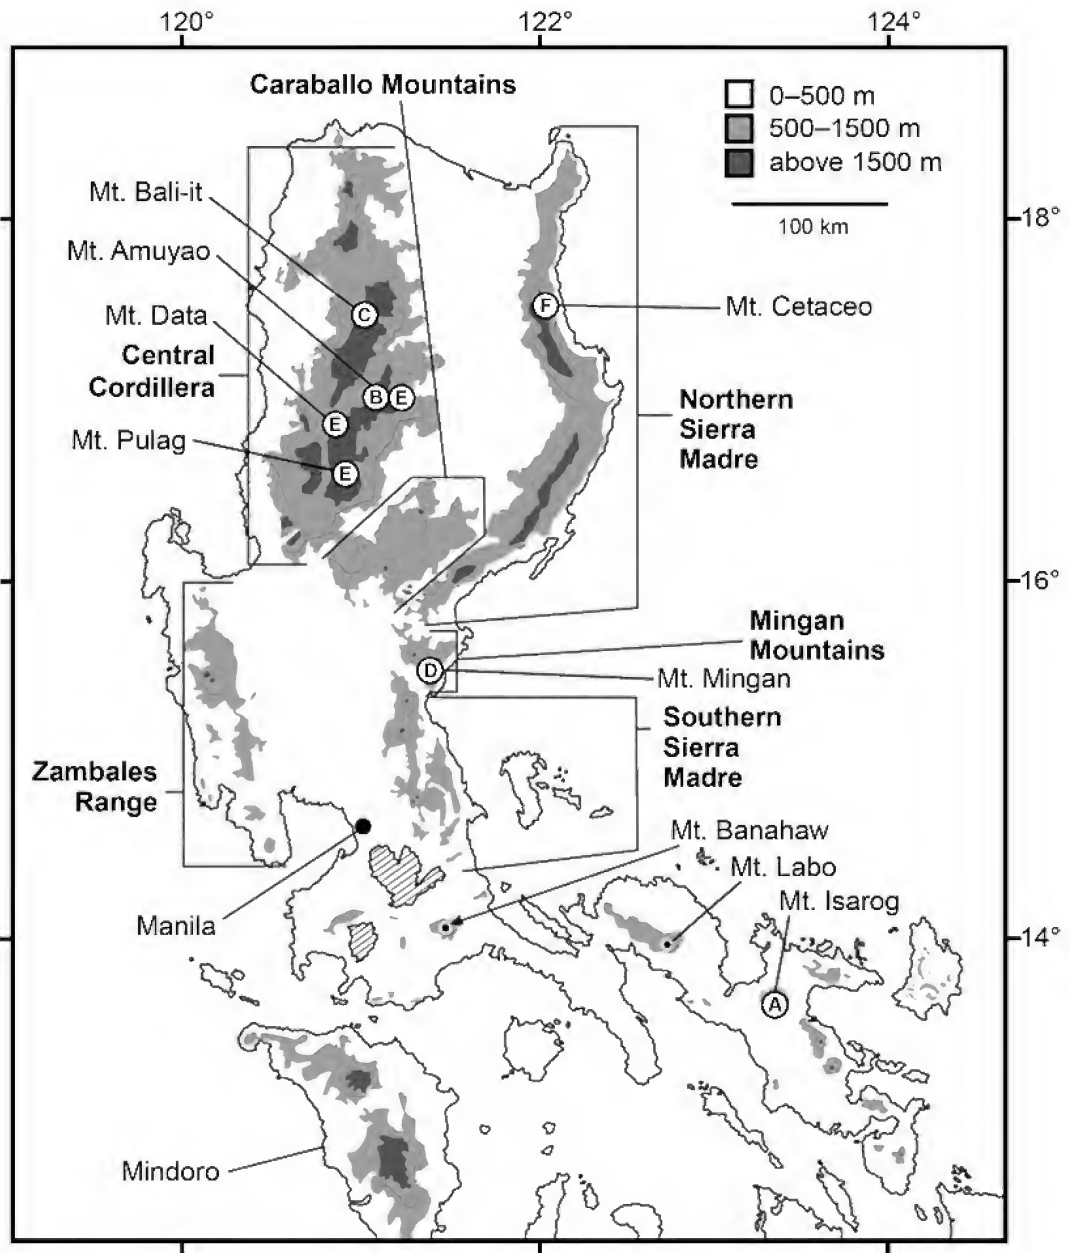 120°
122°
124°
Caraballo Mountains
0–500 m
500–1500 m
above 1500 m
100 km
Mt. Bali-it
18°
Mt. Amuyao
Mt. Data
C
F
Mt. Cetaceo
Central
Cordillera
B
E
E
Northern
Sierra
Madre
Mt. Pulag
E
16°
Mingan
Mountains
D
Mt. Mingan
Southern
Sierra
Madre
Zambales
Range
Mt. Banahaw
Mt. Labo
Mt. Isarog
Manila
14°
A
Mindoro